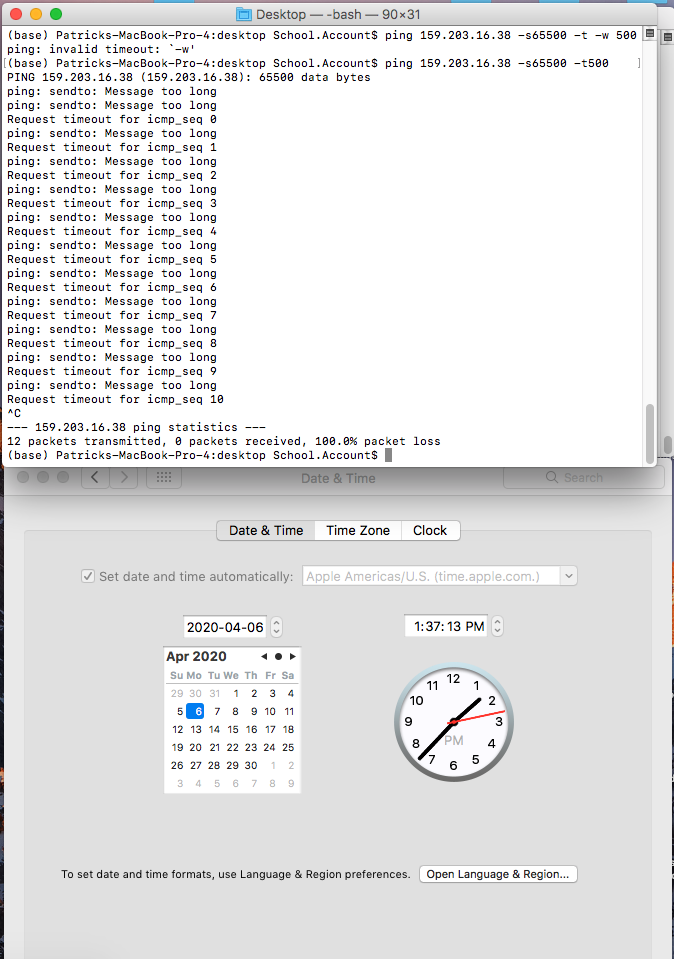 Desktop — -bash — 90×31
(base) Patricks-MacBook-Pro-4:desktop School.Account$ ping 159.203.16.38 -s65500 -t -w 500
ping: invalid timeout: `-w'
[(base) Patricks-MacBook-Pro-4:desktop School.Account$ ping 159.203.16.38 -s65500 -t500 ]
PING 159.203.16.38 (159.203.16.38): 65500 data bytes
ping: sendto: Message too long
ping: sendto: Message too long
Request timeout for icmp_seq 0
ping: sendto: Message too long
Request timeout for icmp_seq 1
ping: sendto: Message too long
Request timeout for icmp_seq 2
ping: sendto: Message too long
Request timeout for icmp_seq 3
ping: sendto: Message too long
Request timeout for icmp_seq 4
ping: sendto: Message too long
Request timeout for icmp_seq 5
ping: sendto: Message too long
Request timeout for icmp_seq 6
ping: sendto: Message too long
Request timeout for icmp_seq 7
ping: sendto: Message too long
Request timeout for icmp_seq 8
ping: sendto: Message too long
Request timeout for icmp_seq 9
ping: sendto: Message too long
Request timeout for icmp_seq 10
^C
--- 159.203.16.38 ping statistics ---
12 packets transmitted, 0 packets received, 100.0% packet loss
(base) Patricks-MacBook-Pro-4:desktop School.Account$
Date & Time
Search
Date & Time Time Zone Clock
Set date and time automatically: Apple Americas/U.S. (time.apple.com.)
2020-04-06
1:37:13 PM
Apr 2020
Su Mo Tu We Th Fr Sa
29 30 31 1 2 3 4
5 6 7 8 9 10 11
12 13 14 15 16 17 18
19 20 21 22 23 24 25
26 27 28 29 30 1 2
3 4 5 6 7 8 9
12 1 2 3 4 5 6 7 8 9 10 11
PM
To set date and time formats, use Language & Region preferences. Open Language & Region...